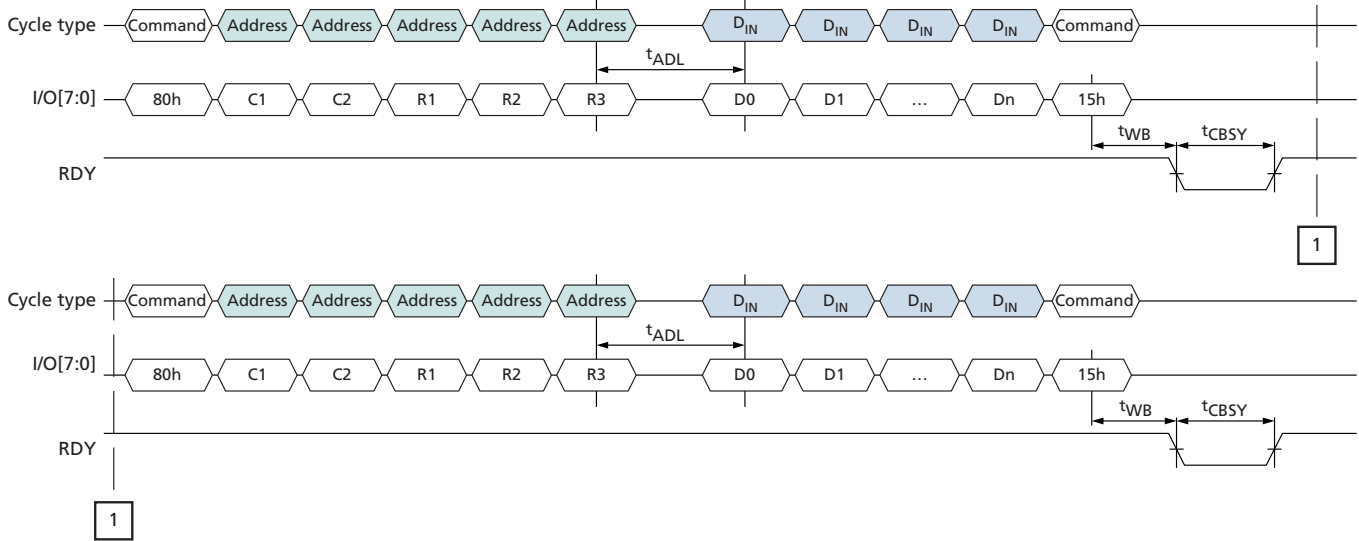 Cycle type Command Address Address Address Address Address DIN DIN DIN DIN Command
tADL
I/O[7:0] 80h C1 C2 R1 R2 R3 D0 D1 … Dn 15h
tWB tCBSY
RDY
1
Cycle type Command Address Address Address Address Address DIN DIN DIN DIN Command
tADL
I/O[7:0] 80h C1 C2 R1 R2 R3 D0 D1 … Dn 15h
tWB tCBSY
RDY
1